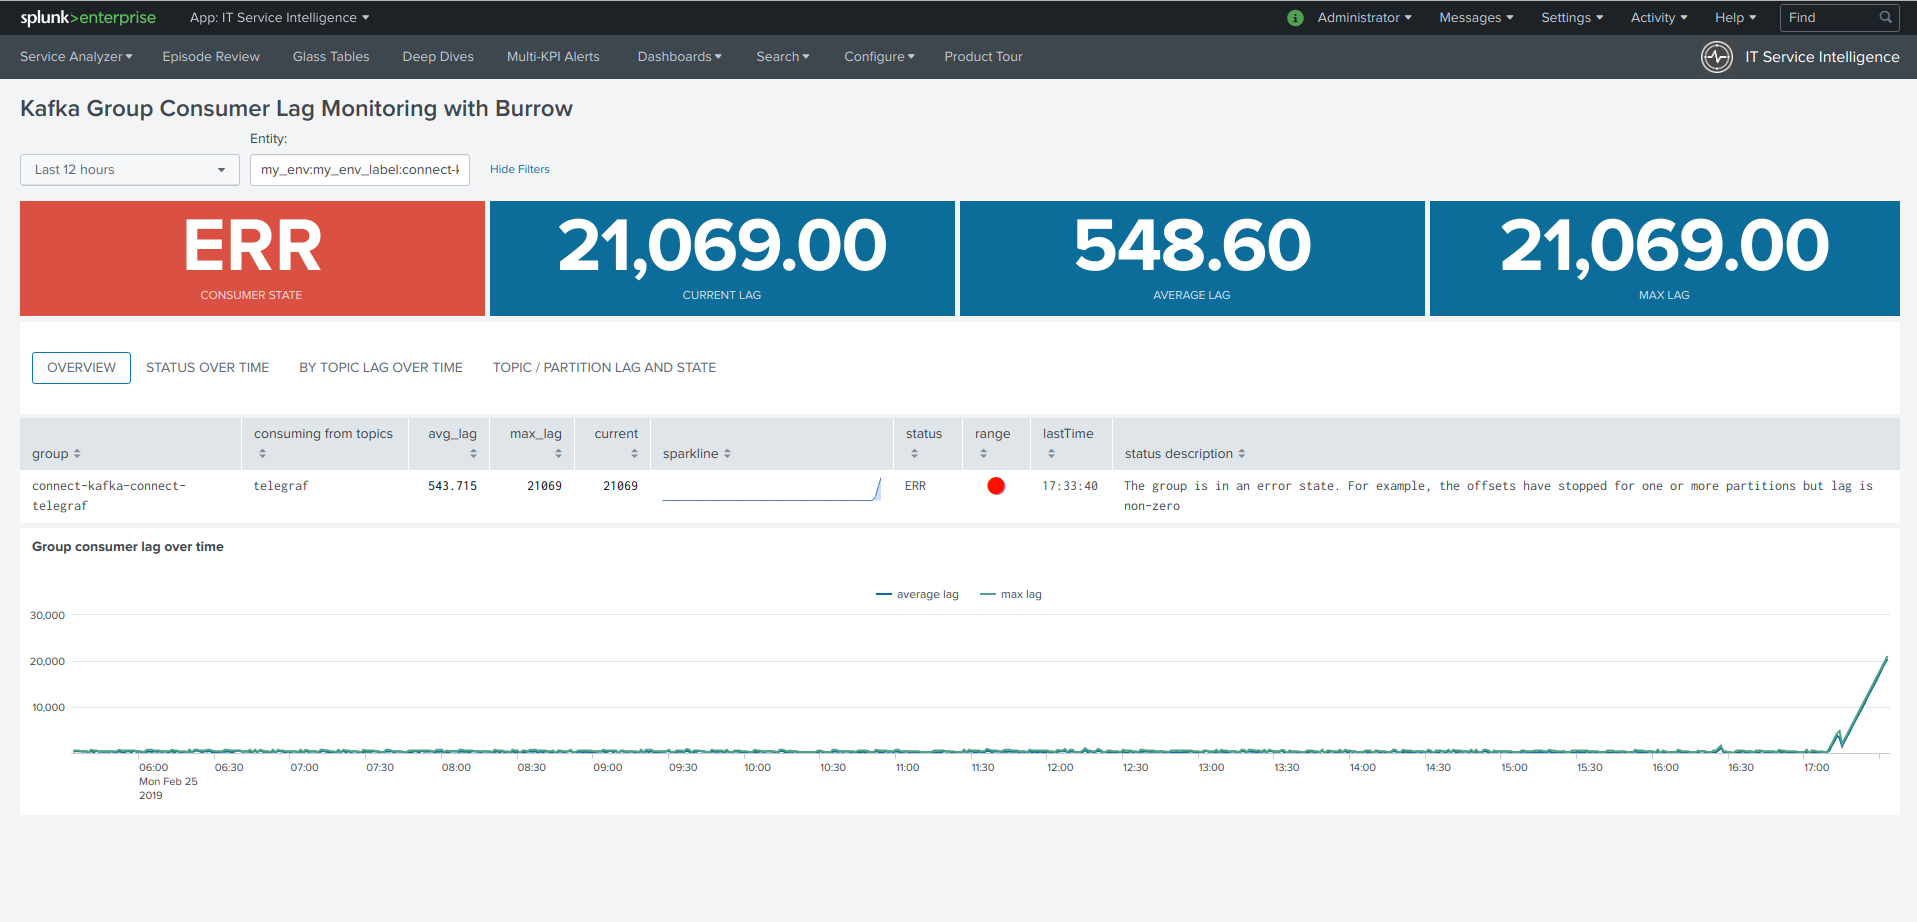 splunk>enterprise App: IT Service Intelligence i Administrator Messages Settings Activity Help Find
Service Analyzer Episode Review Glass Tables Deep Dives Multi-KPI Alerts Dashboards Search Configure Product Tour IT Service Intelligence
Kafka Group Consumer Lag Monitoring with Burrow
Entity:
Last 12 hours my_env:my_env_label:connect-k Hide Filters
ERR 21,069.00 548.60 21,069.00
CONSUMER STATE CURRENT LAG AVERAGE LAG MAX LAG
OVERVIEW STATUS OVER TIME BY TOPIC LAG OVER TIME TOPIC / PARTITION LAG AND STATE
group consuming from topics avg_lag max_lag current sparkline status range lastTime status description
connect-kafka-connect- telegraf 543.715 21069 21069 ERR 17:33:40 The group is in an error state. For example, the offsets have stopped for one or more partitions but lag is
telegraf non-zero
Group consumer lag over time
average lag max lag
30,000
20,000
10,000
06:00 06:30 07:00 07:30 08:00 08:30 09:00 09:30 10:00 10:30 11:00 11:30 12:00 12:30 13:00 13:30 14:00 14:30 15:00 15:30 16:00 16:30 17:00
Mon Feb 25
2019